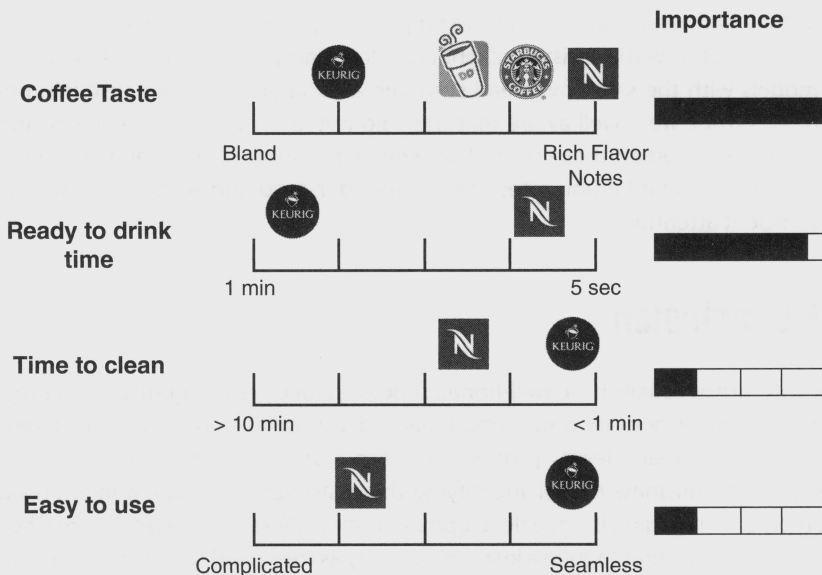 Importance
KEURIG
DD
STARBUCKS
COFFEE
N
Coffee Taste
Bland
Rich Flavor
Notes
KEURIG
N
Ready to drink
time
1 min
5 sec
N
KEURIG
Time to clean
> 10 min
< 1 min
N
KEURIG
Easy to use
Complicated
Seamless